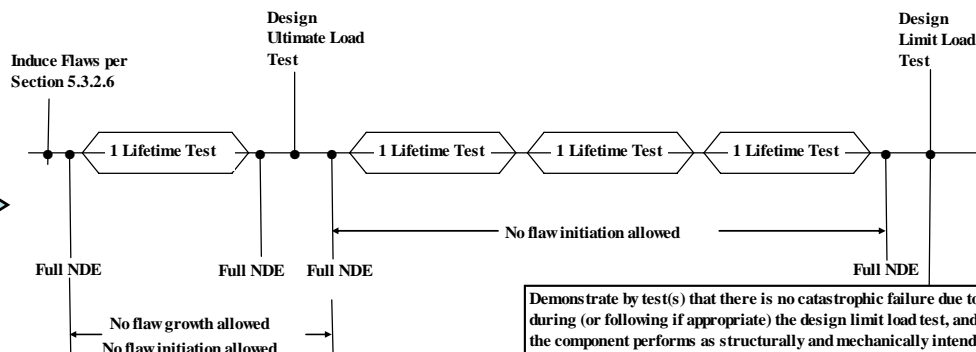 Design
Ultimate Load
Test
Design
Limit Load
Test
Induce Flaws per
Section 5.3.2.6
1 Lifetime Test
1 Lifetime Test
1 Lifetime Test
1 Lifetime Test
No flaw initiation allowed
Full NDE
Full NDE
Full NDE
Full NDE
No flaw growth allowed
No flaw initiation allowed
Demonstrate by test(s) that there is no catastrophic failure due to
during (or following if appropriate) the design limit load test, and
the component performs as structurally and mechanically intend